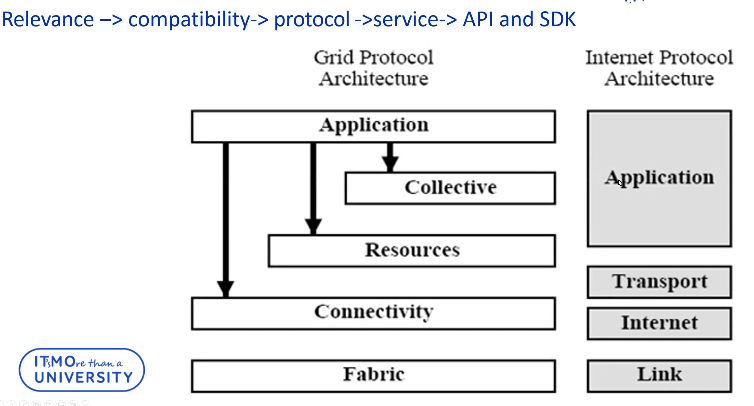 Relevance –> compatibility-> protocol ->service-> API and SDK
Grid Protocol
Architecture
Internet Protocol
Architecture
Application
Collective
Resources
Connectivity
Fabric
Application
Transport
Internet
Link
ITsMOre than a
UNIVERSITY